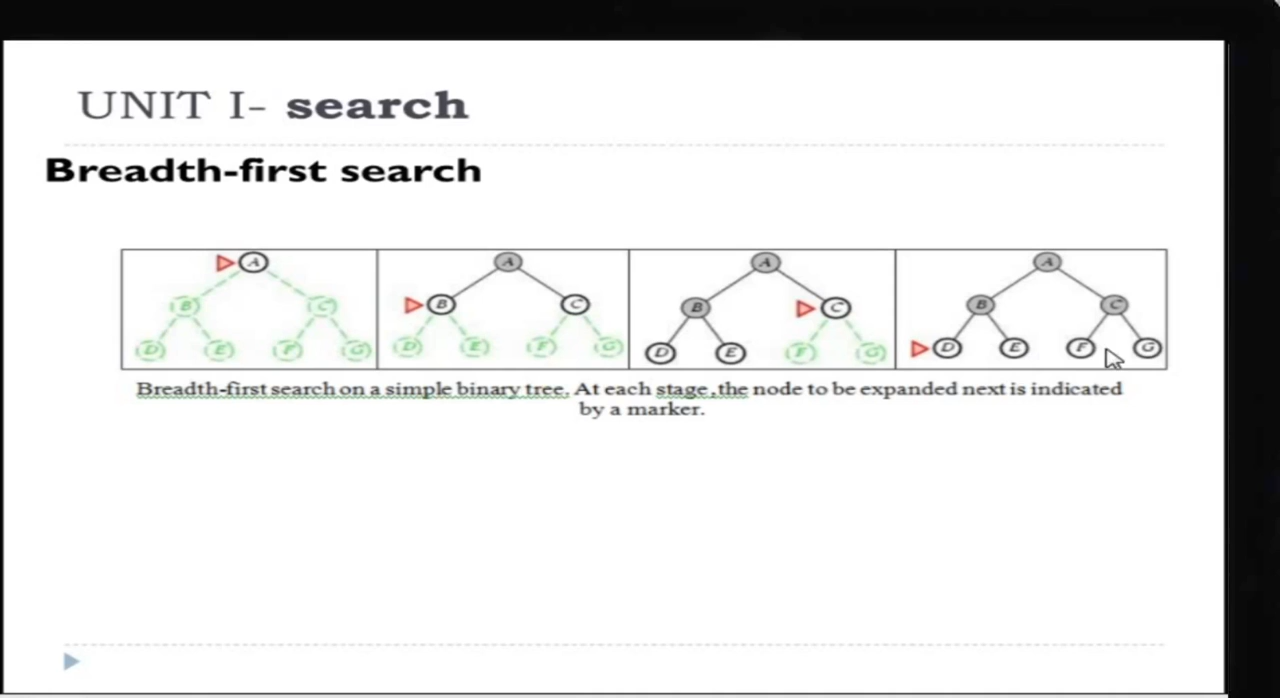 UNIT I- search
Breadth-first search
A A A A
B C B C B C B C
D E F G D E F G D E F G D E F G
Breadth-first search on a simple binary tree. At each stage ,the node to be expanded next is indicated
by a marker.